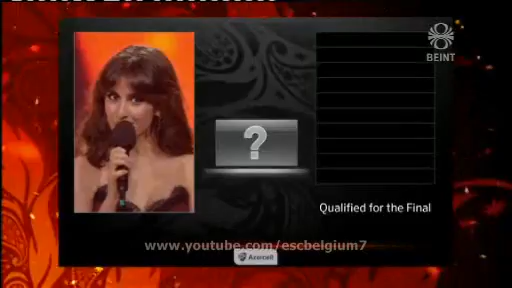 BEINT
?
Qualified for the Final
www.youtube.com/escbelgium7
Azercell